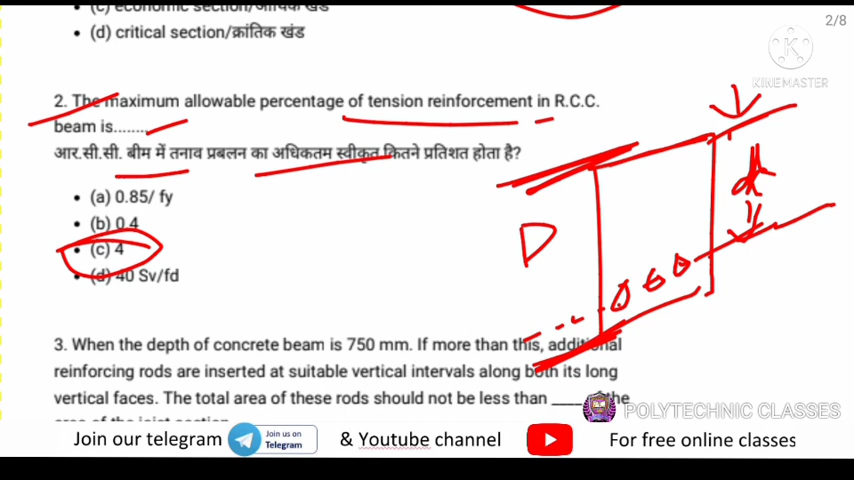 (c) economic section/आर्थिक खंड
2/8
(d) critical section/क्रांतिक खंड
KINEMASTER
2. The maximum allowable percentage of tension reinforcement in R.C.C.
beam is........
आर.सी.सी. बीम में तनाव प्रबलन का अधिकतम स्वीकृत कितने प्रतिशत होता है?
(a) 0.85/ fy
(b) 0.4
(c) 4
(d) 40 Sv/fd
D
d
3. When the depth of concrete beam is 750 mm. If more than this, additional
reinforcing rods are inserted at suitable vertical intervals along both its long
vertical faces. The total area of these rods should not be less than ____ of the
POLYTECHNIC CLASSES
Join our telegram Join us on Telegram & Youtube channel For free online classes